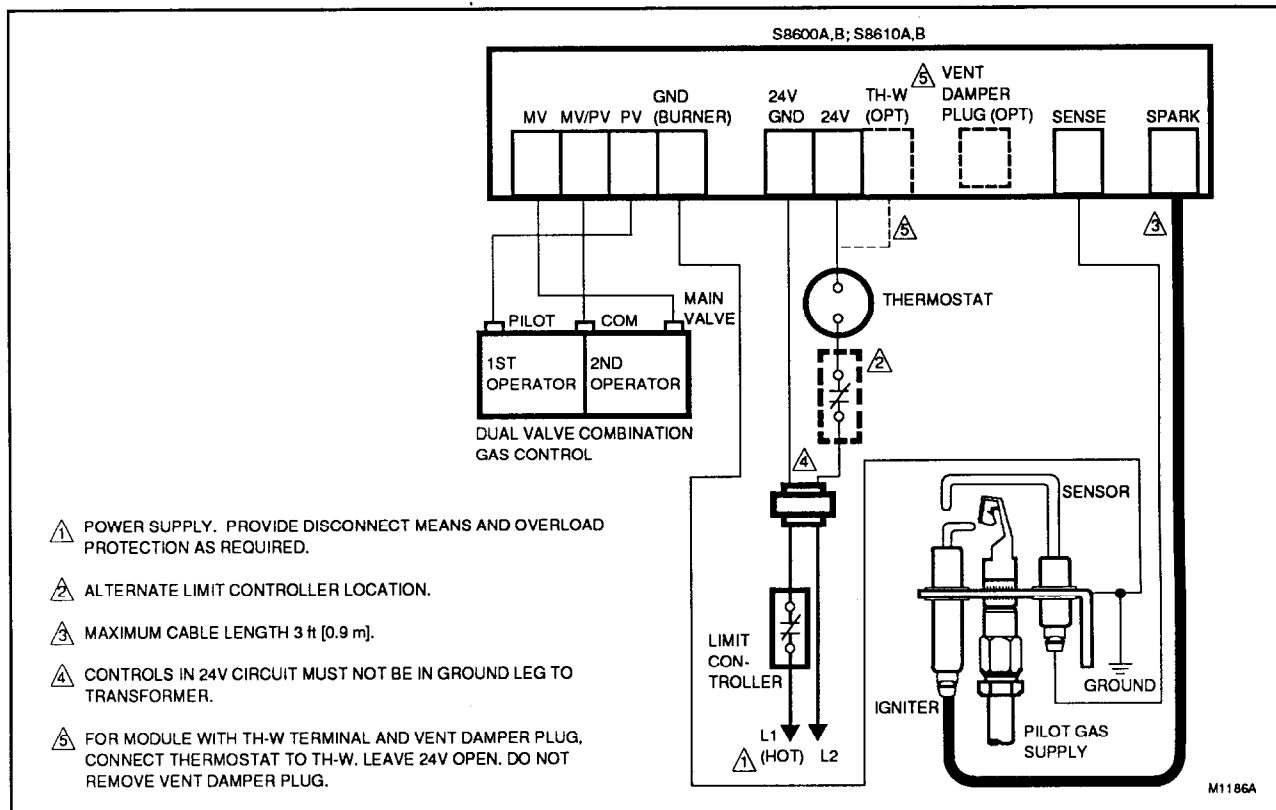 S8600A,B; S8610A,B
MV
MV/PV
PV
GND
(BURNER)
24V
GND
24V
TH-W
(OPT)
5
VENT
DAMPER
PLUG (OPT)
SENSE
SPARK
5
3
THERMOSTAT
2
MAIN
VALVE
PILOT
COM
1ST
OPERATOR
2ND
OPERATOR
DUAL VALVE COMBINATION
GAS CONTROL
4
SENSOR
LIMIT
CON-
TROLLER
IGNITER
GROUND
PILOT GAS
SUPPLY
L1
(HOT)
L2
1
1 POWER SUPPLY. PROVIDE DISCONNECT MEANS AND OVERLOAD
PROTECTION AS REQUIRED.
2 ALTERNATE LIMIT CONTROLLER LOCATION.
3 MAXIMUM CABLE LENGTH 3 ft [0.9 m].
4 CONTROLS IN 24V CIRCUIT MUST NOT BE IN GROUND LEG TO
TRANSFORMER.
5 FOR MODULE WITH TH-W TERMINAL AND VENT DAMPER PLUG,
CONNECT THERMOSTAT TO TH-W. LEAVE 24V OPEN. DO NOT
REMOVE VENT DAMPER PLUG.
M1186A